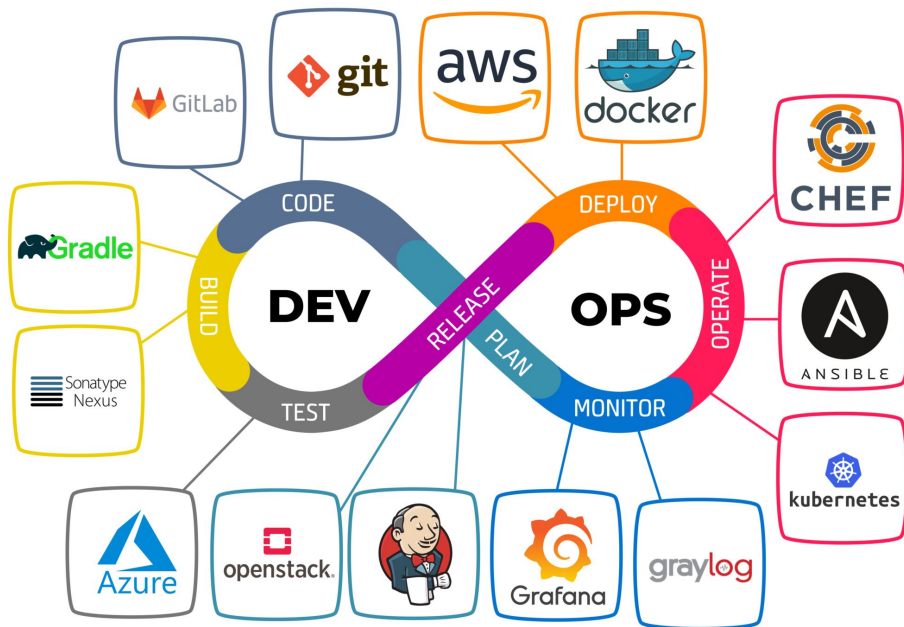 GitLab
git
aws
docker
CHEF
CODE
DEPLOY
Gradle
BUILD
DEV
RELEASE
OPS
OPERATE
ANSIBLE
PLAN
Sonatype
Nexus
TEST
MONITOR
kubernetes
Azure
openstack.
Grafana
graylog